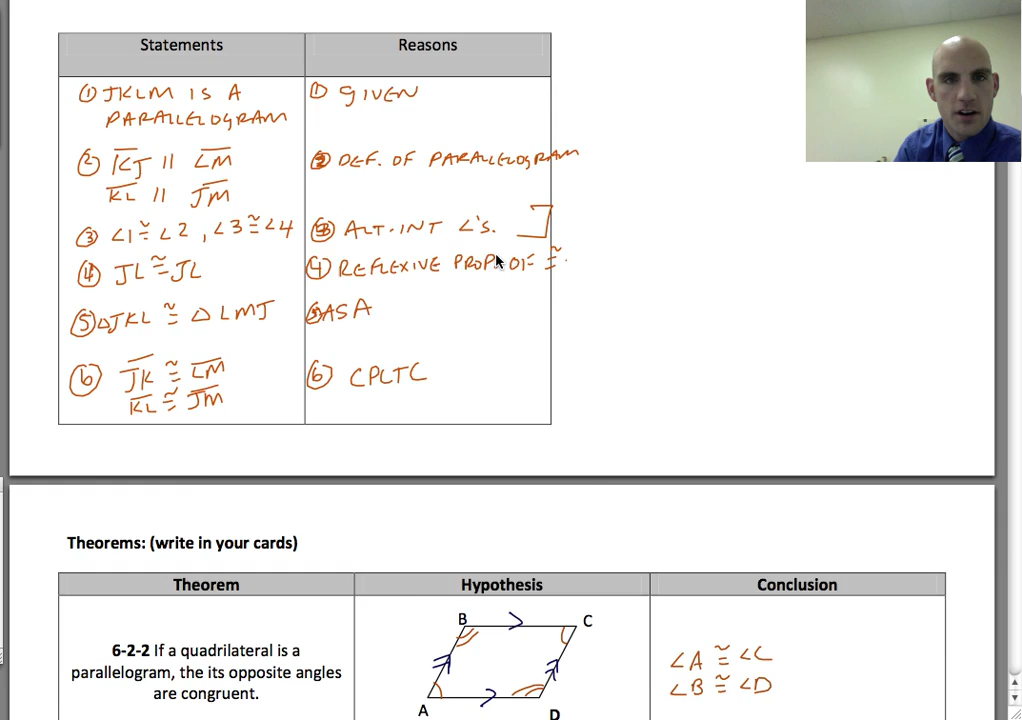 Statements
Reasons
① JKLM IS A
PARALLELOGRAM
① GIVEN
② KJ || LM
KL || JM
② DEF. OF PARALLELOGRAM
③ ∠1 ≅ ∠2, ∠3 ≅ ∠4
③ ALT. INT ∠'s.
④ JL ≅ JL
④ REFLEXIVE PROP OF ≅.
⑤ △JKL ≅ △LMJ
⑤ ASA
⑥ JK ≅ LM
KL ≅ JM
⑥ CPLTC
Theorems: (write in your cards)
Theorem
Hypothesis
Conclusion
6-2-2 If a quadrilateral is a
parallelogram, the its opposite angles
are congruent.
B
C
A
D
∠A ≅ ∠C
∠B ≅ ∠D